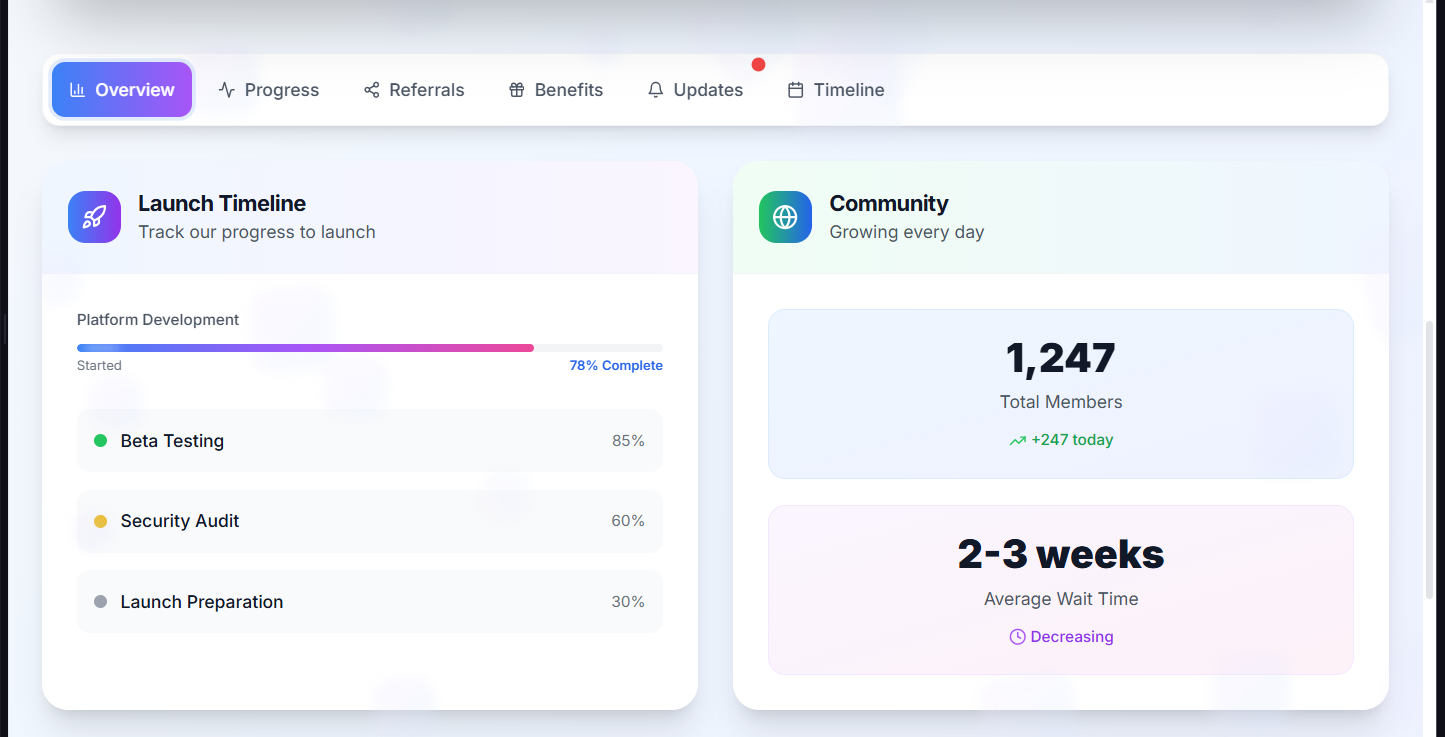 Overview
Progress
Referrals
Benefits
Updates
Timeline
Launch Timeline
Track our progress to launch
Platform Development
Started
78% Complete
Beta Testing
85%
Security Audit
60%
Launch Preparation
30%
Community
Growing every day
1,247
Total Members
+247 today
2-3 weeks
Average Wait Time
Decreasing